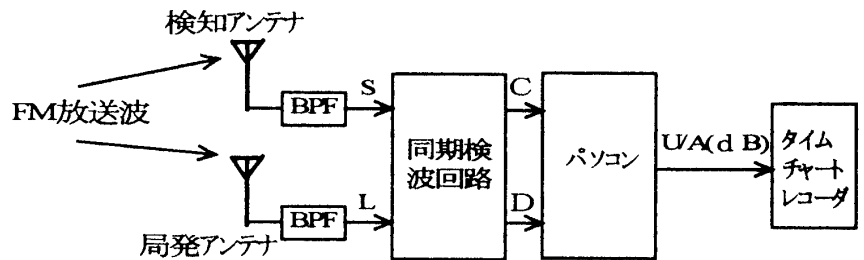 検知アンテナ
FM放送波
BPF
S
同期検
波回路
C
パソコン
U/A(dB)
タイム
チャート
レコーダ
BPF
L
D
局発アンテナ